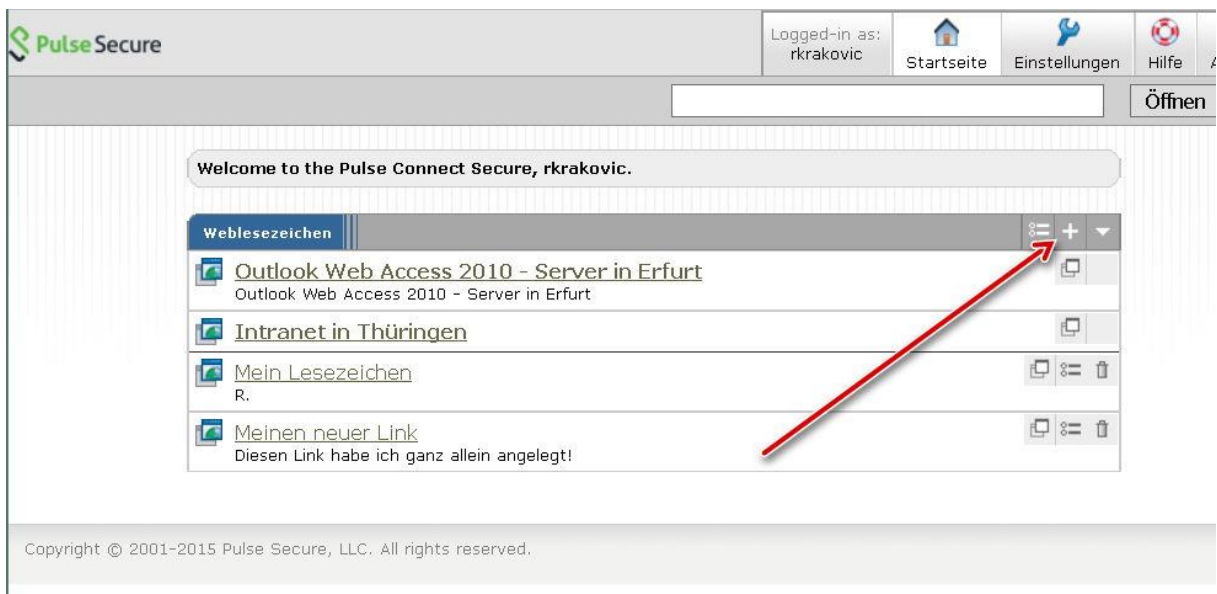 Pulse Secure
Logged-in as:
rkrakovic
Startseite
Einstellungen
Hilfe
Öffnen
Welcome to the Pulse Connect Secure, rkrakovic.
Weblesezeichen
Outlook Web Access 2010 - Server in Erfurt
Outlook Web Access 2010 - Server in Erfurt
Intranet in Thüringen
Mein Lesezeichen
R.
Meinen neuer Link
Diesen Link habe ich ganz allein angelegt!
Copyright © 2001-2015 Pulse Secure, LLC. All rights reserved.